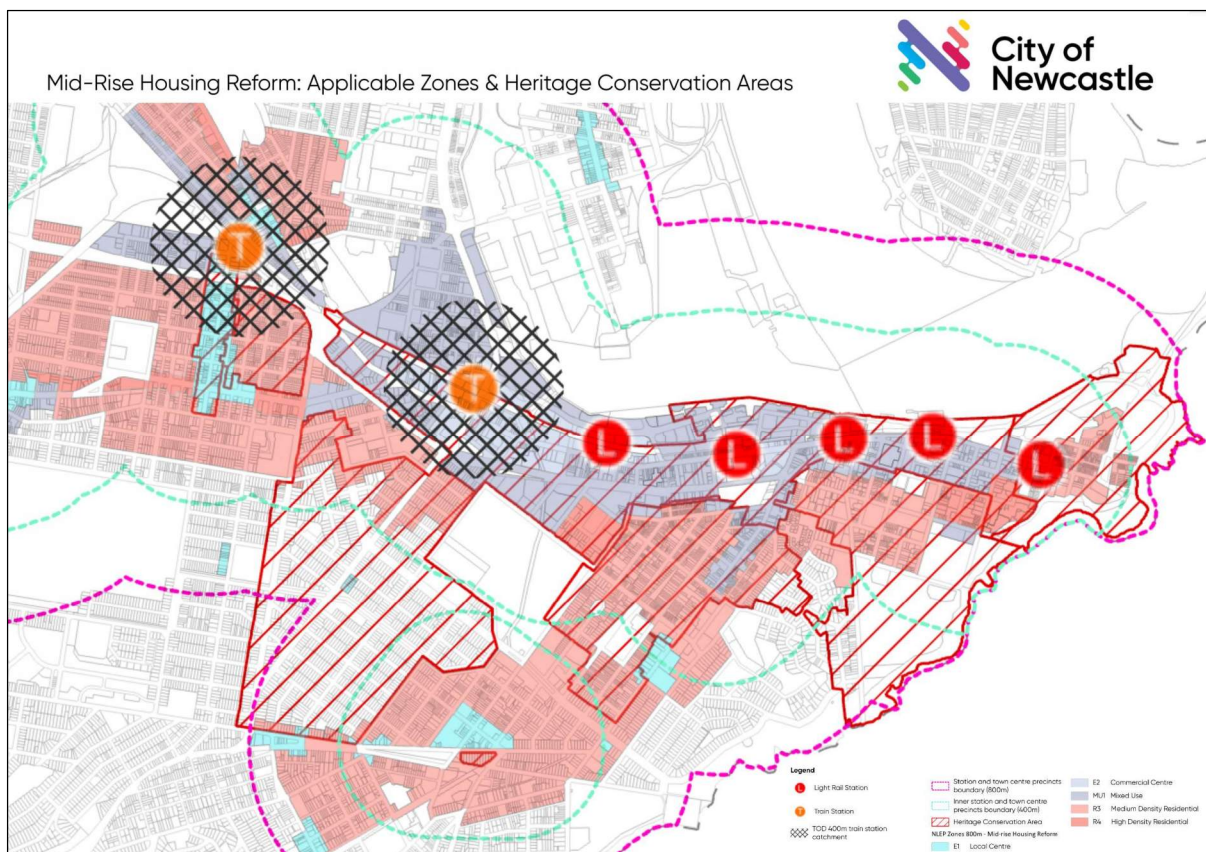 City of
Newcastle
Mid-Rise Housing Reform: Applicable Zones & Heritage Conservation Areas
T
T
L
L
L
L
L
Legend
L Light Rail Station
T Train Station
TOD 400m train station
catchment
Station and town centre precincts
boundary (800m)
Inner station and town centre
precincts boundary (400m)
Heritage Conservation Area
NLEP Zones 800m - Mid-rise Housing Reform
E1 Local Centre
E2 Commercial Centre
MU1 Mixed Use
R3 Medium Density Residential
R4 High Density Residential